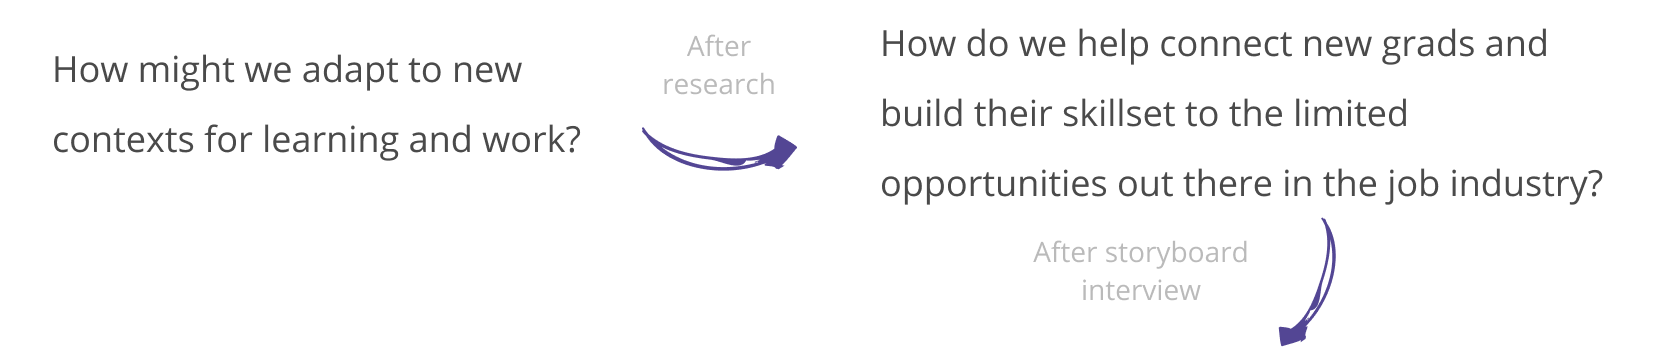 How might we adapt to new
contexts for learning and work?
After
research
How do we help connect new grads and
build their skillset to the limited
opportunities out there in the job industry?
After storyboard
interview